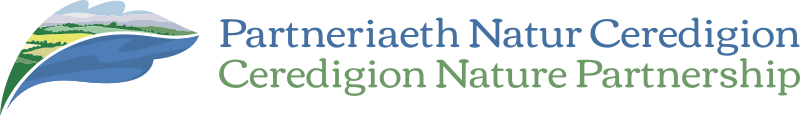 Partneriaeth Natur Ceredigion
Ceredigion Nature Partnership